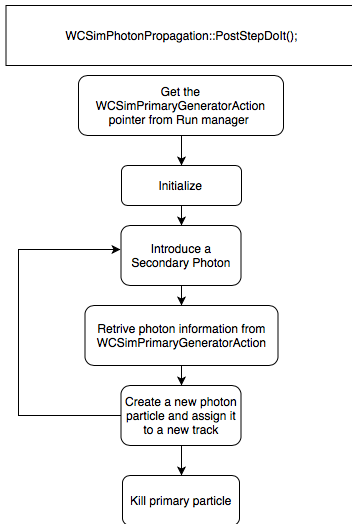 WCSimPhotonPropagation::PostStepDoIt();
Get the
WCSimPrimaryGeneratorAction
pointer from Run manager
Initialize
Introduce a
Secondary Photon
Retrive photon information from
WCSimPrimaryGeneratorAction
Create a new photon
particle and assign it
to a new track
Kill primary particle